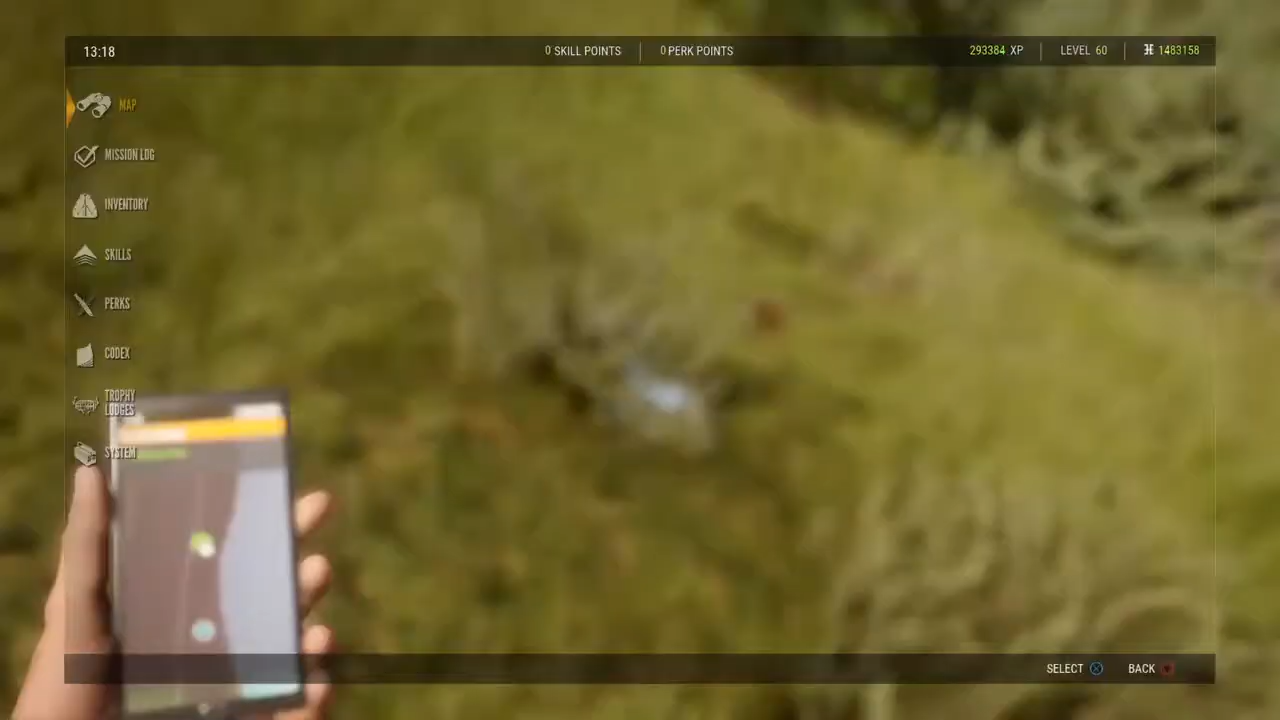 13:18
0 SKILL POINTS
0 PERK POINTS
293384 XP
LEVEL 60
1483158
MAP
MISSION LOG
INVENTORY
SKILLS
PERKS
CODEX
TROPHY
LODGES
SYSTEM
SELECT
BACK